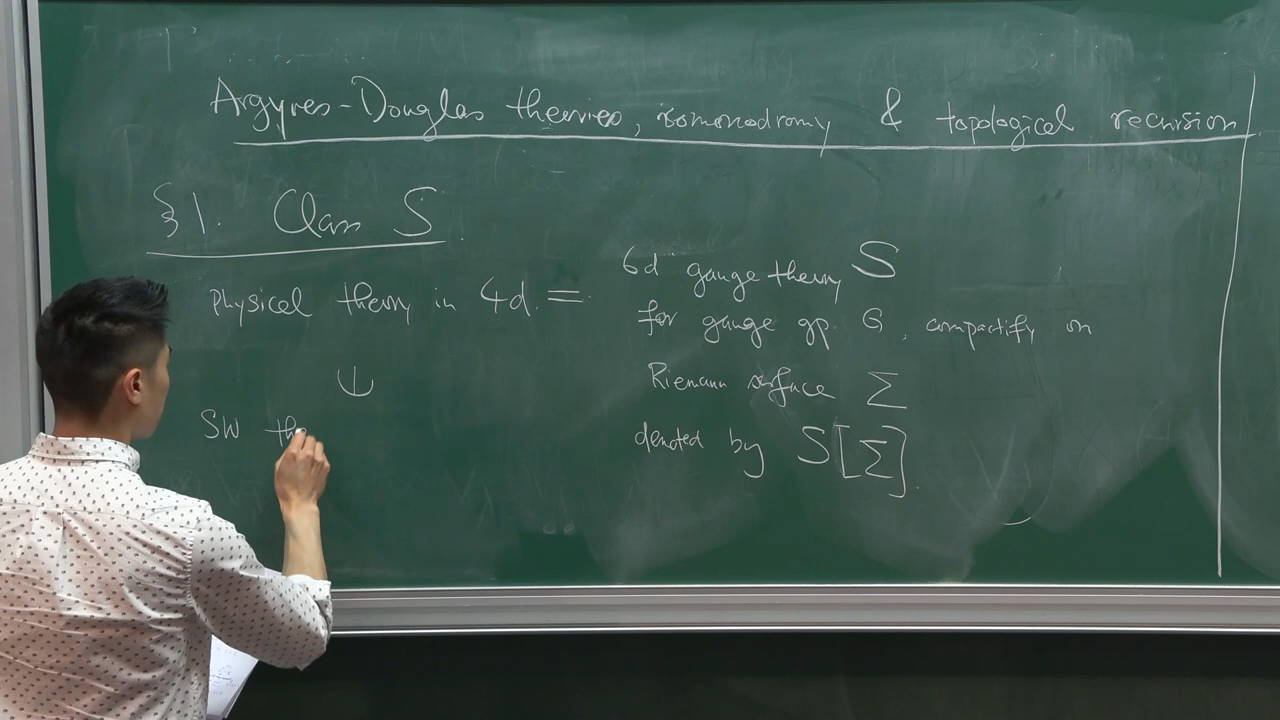 Argyres-Douglas theories, isomonodromy & topological recursion
§1. Class S.
physical theory in 4d. =
6d gauge theory S
for gauge gp. G, compactify on
Riemann surface Σ
denoted by S[Σ].
ψ
SW the